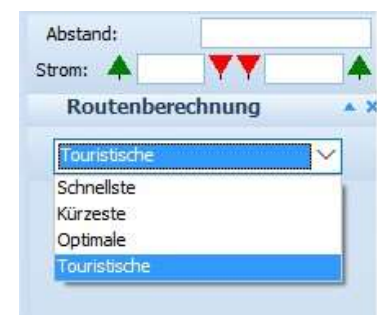 Abstand:
Strom:
Routenberechnung
Touristische
Schnellste
Kürzeste
Optimale
Touristische